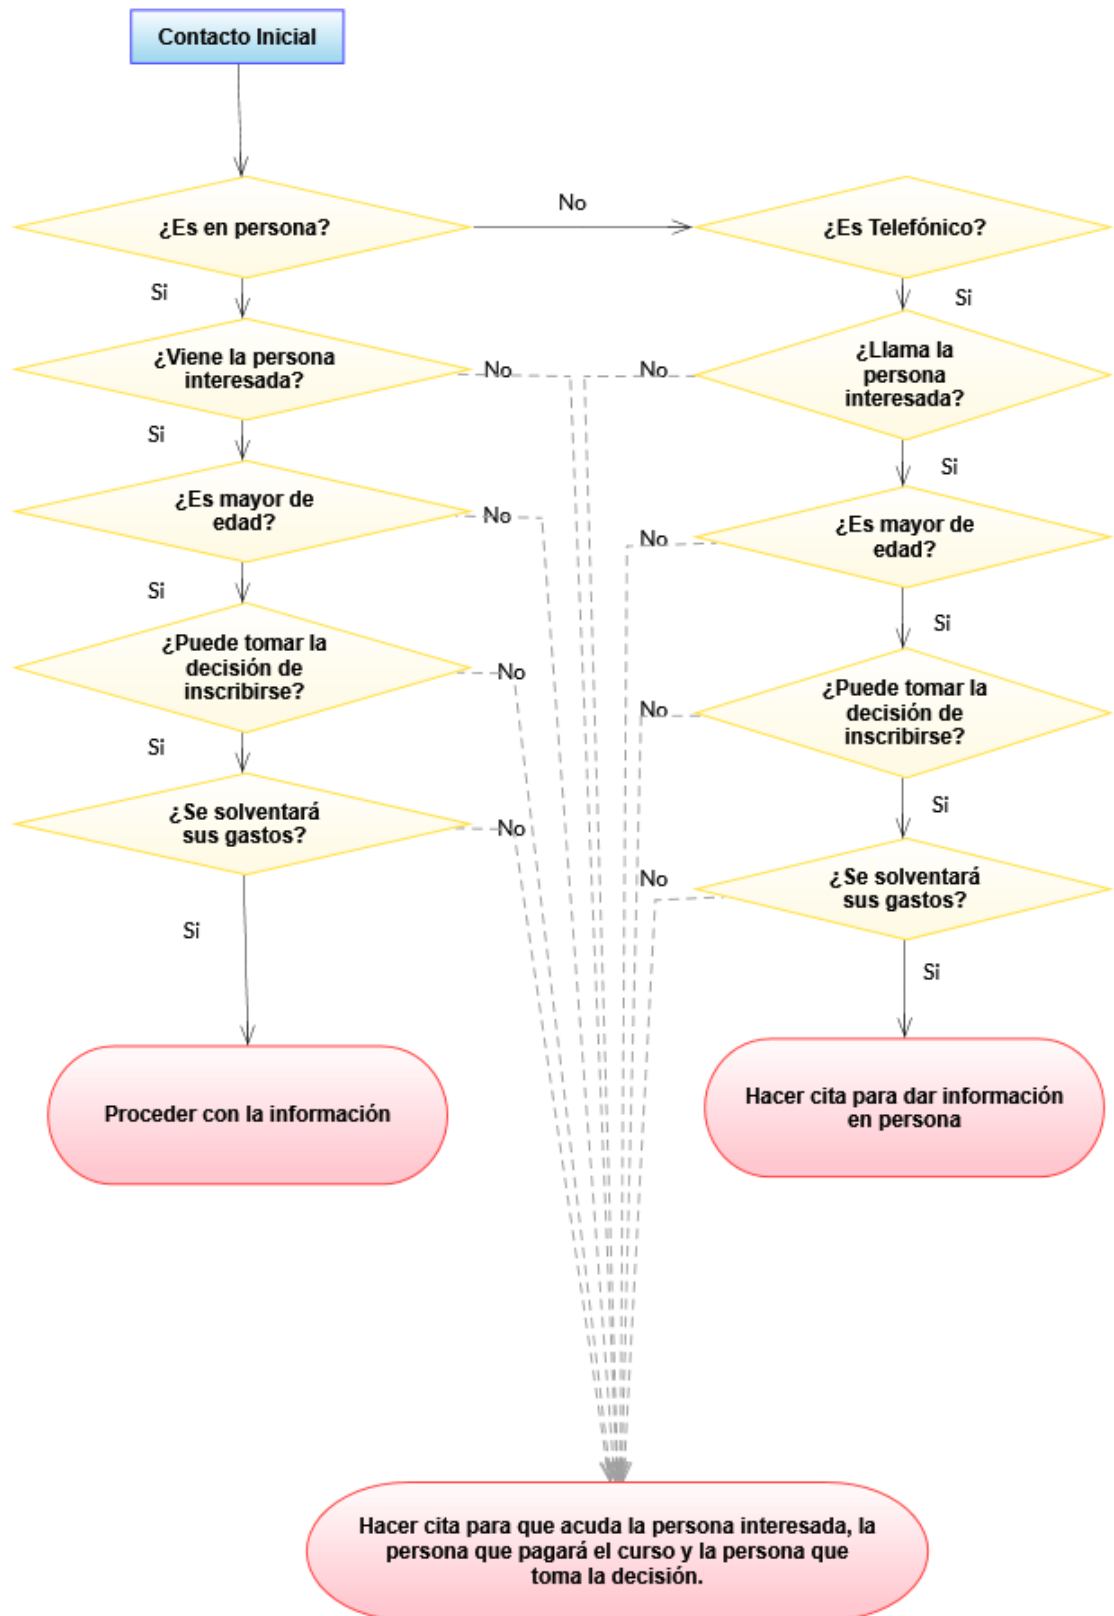 Contacto Inicial
¿Es en persona?
No
¿Es Telefónico?
Si
Si
¿Viene la persona
interesada?
No
No
¿Llama la
persona
interesada?
Si
Si
¿Es mayor de
edad?
No
No
¿Es mayor de
edad?
Si
Si
¿Puede tomar la
decisión de
inscribirse?
No
No
¿Puede tomar la
decisión de
inscribirse?
Si
Si
¿Se solventará
sus gastos?
No
No
¿Se solventará
sus gastos?
Si
Si
Proceder con la información
Hacer cita para dar información
en persona
Hacer cita para que acuda la persona interesada, la
persona que pagará el curso y la persona que
toma la decisión.